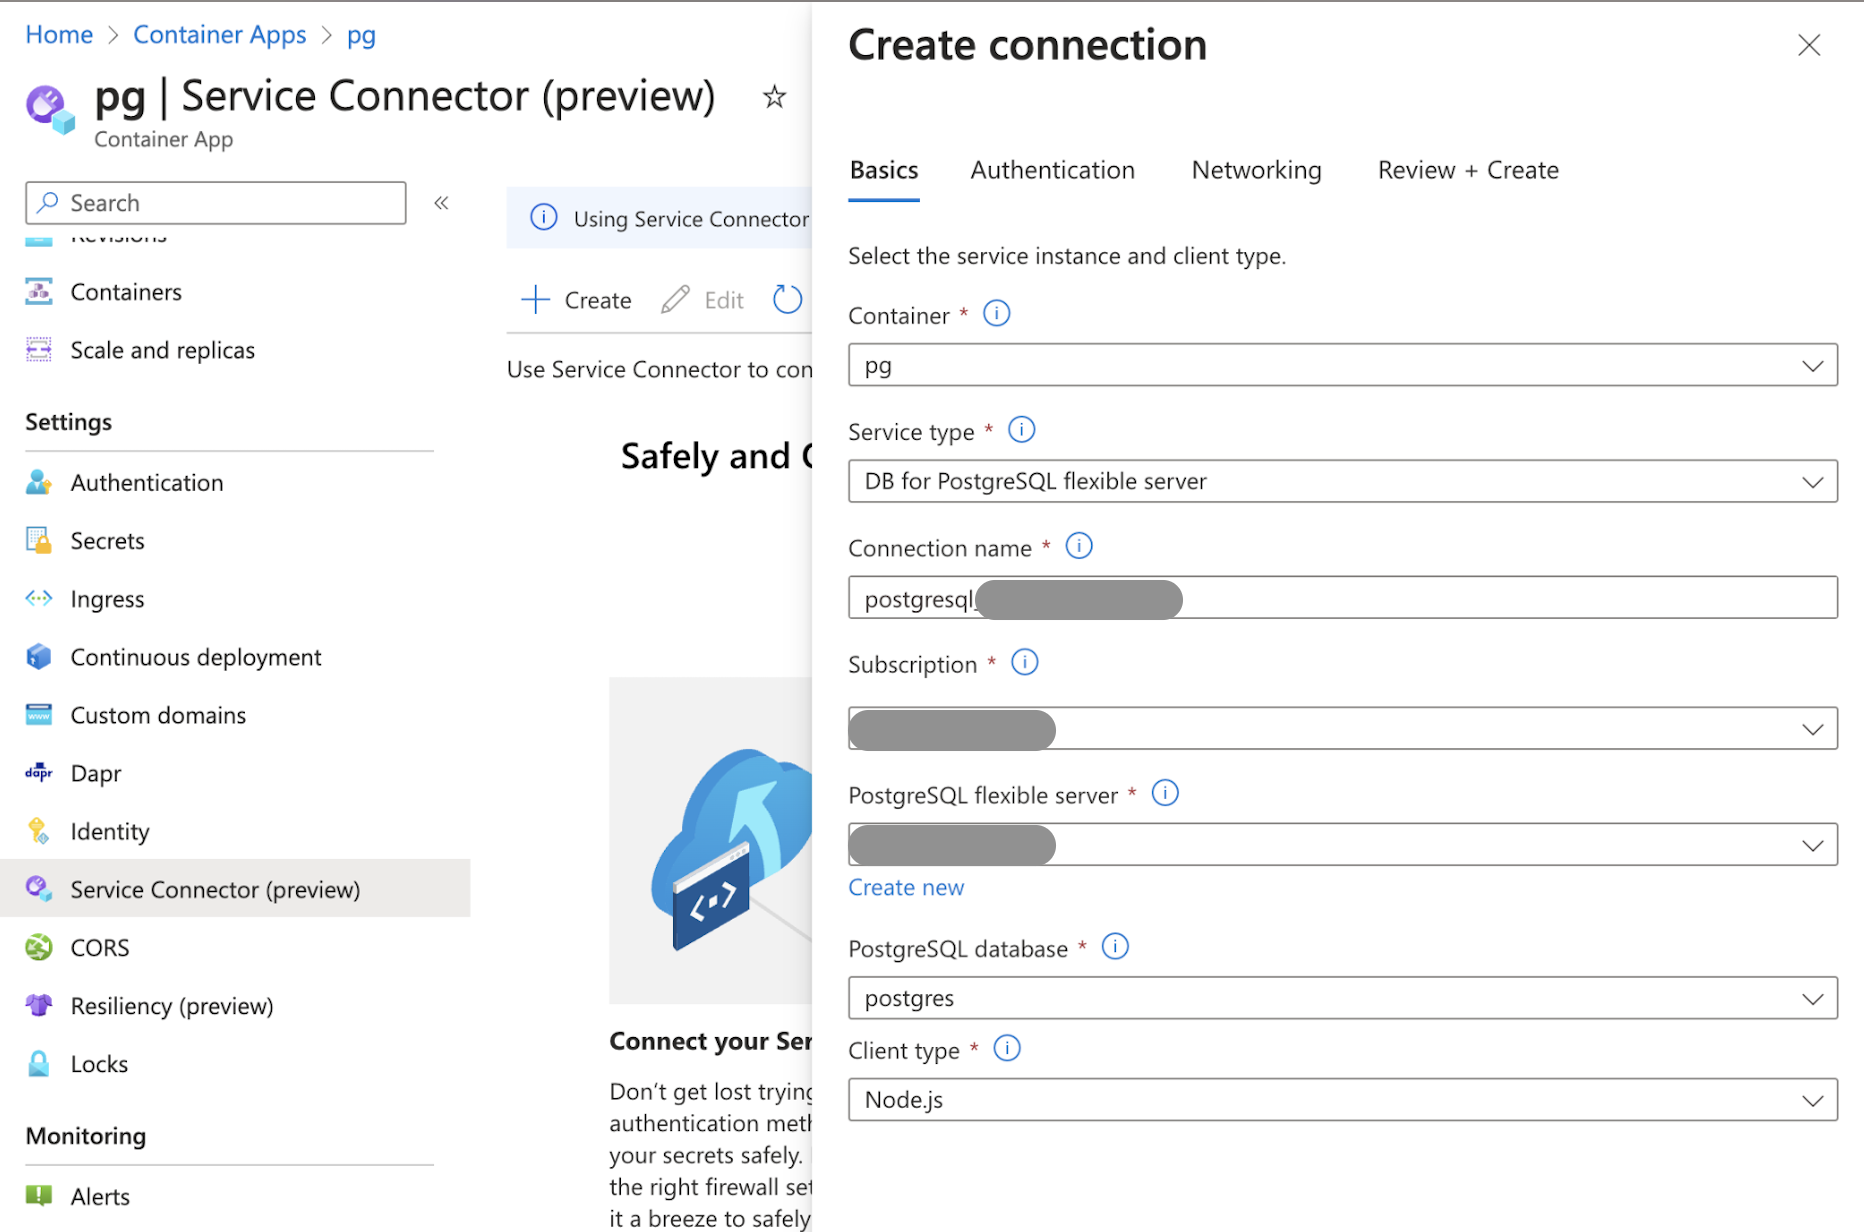 Home > Container Apps > pg
pg | Service Connector (preview)
Container App
Search
Revisions
Containers
Scale and replicas
Settings
Authentication
Secrets
Ingress
Continuous deployment
Custom domains
dapr Dapr
Identity
Service Connector (preview)
CORS
Resiliency (preview)
Locks
Monitoring
Alerts
Using Service Connector
Create Edit
Use Service Connector to con
Safely and
Connect your Ser
Don't get lost trying
authentication meth
your secrets safely.
the right firewall set
it a breeze to safely
Create connection
Basics Authentication Networking Review + Create
Select the service instance and client type.
Container *
pg
Service type *
DB for PostgreSQL flexible server
Connection name *
postgresql_
Subscription *
PostgreSQL flexible server *
Create new
PostgreSQL database *
postgres
Client type *
Node.js